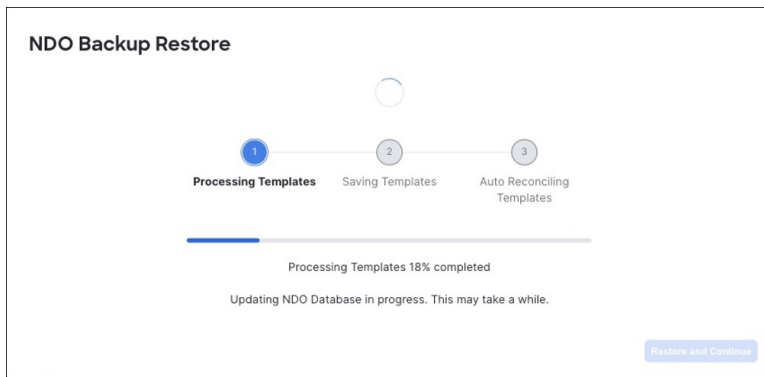 NDO Backup Restore
1
2
3
Processing Templates
Saving Templates
Auto Reconciling
Templates
Processing Templates 18% completed
Updating NDO Database in progress. This may take a while.
Restore and Continue